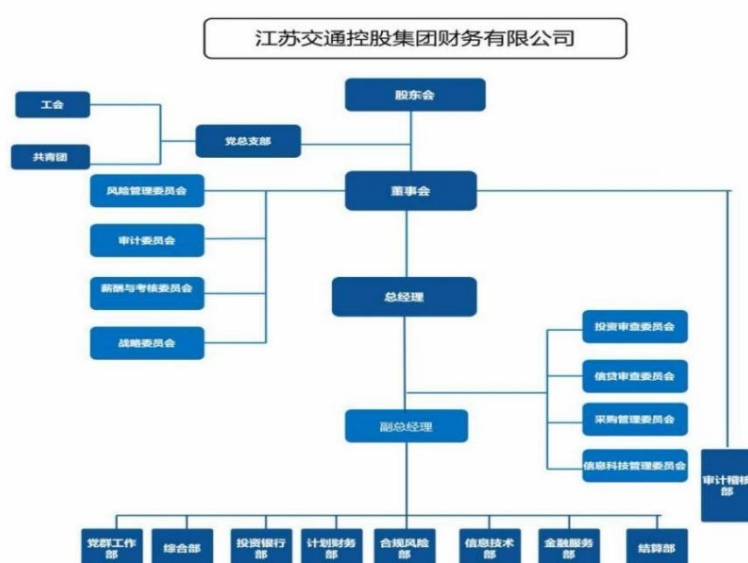 江苏交通控股集团财务有限公司
股东会
工会
党总支部
共青团
董事会
风险管理委员会
审计委员会
薪酬与考核委员会
战略委员会
总经理
投资审查委员会
信贷审查委员会
采购管理委员会
信息科技管理委员会
副总经理
审计稽核
部
党群工作
部
综合部
投资银行
部
计划财务
部
合规风险
部
信息技术
部
金融服务
部
结算部